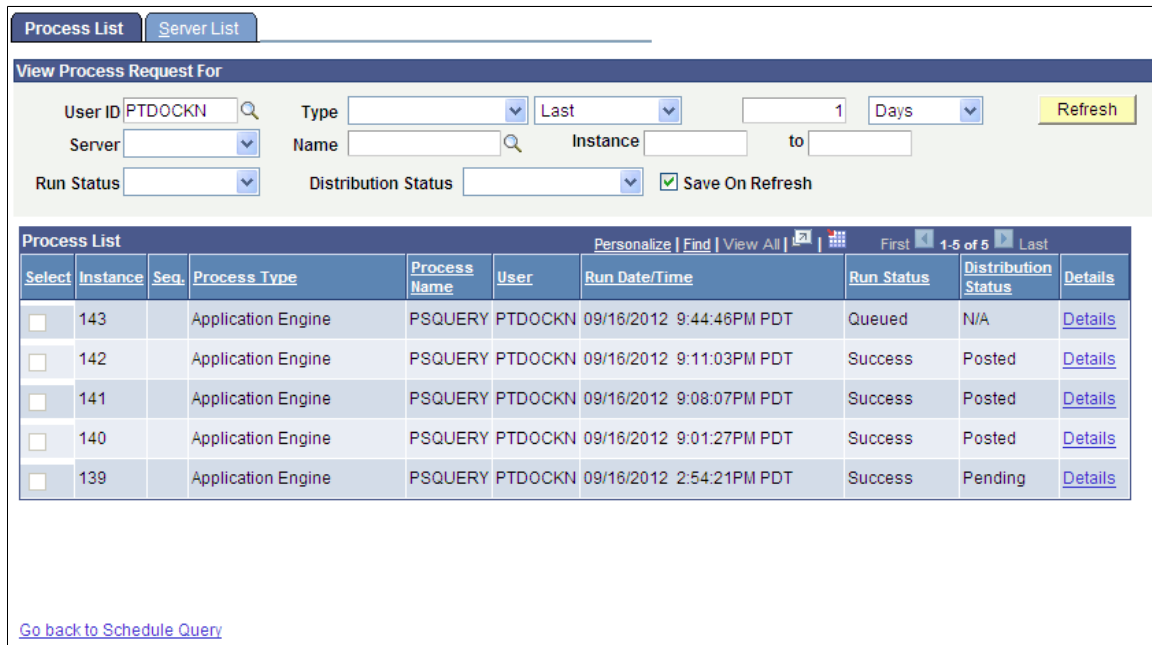 Process List Server List
View Process Request For
User ID PTDOCKN Type Last 1 Days Refresh
Server Name Instance to
Run Status Distribution Status Save On Refresh
Process List Personalize | Find | View All | | First 1-5 of 5 Last
Select Instance Seq. Process Type Process Name User Run Date/Time Run Status Distribution Status Details
143 Application Engine PSQUERY PTDOCKN 09/16/2012 9:44:46PM PDT Queued N/A Details
142 Application Engine PSQUERY PTDOCKN 09/16/2012 9:11:03PM PDT Success Posted Details
141 Application Engine PSQUERY PTDOCKN 09/16/2012 9:08:07PM PDT Success Posted Details
140 Application Engine PSQUERY PTDOCKN 09/16/2012 9:01:27PM PDT Success Posted Details
139 Application Engine PSQUERY PTDOCKN 09/16/2012 2:54:21PM PDT Success Pending Details
Go back to Schedule Query